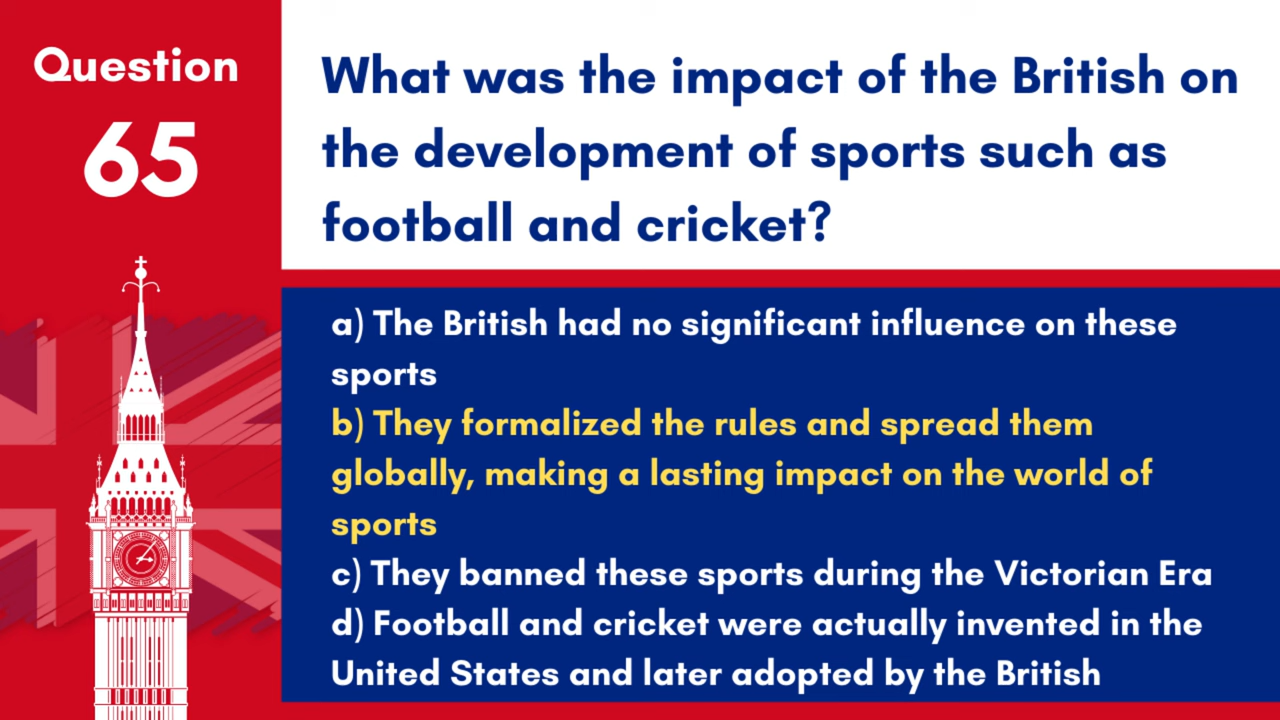 Question
65
What was the impact of the British on
the development of sports such as
football and cricket?
a) The British had no significant influence on these
sports
b) They formalized the rules and spread them
globally, making a lasting impact on the world of
sports
c) They banned these sports during the Victorian Era
d) Football and cricket were actually invented in the
United States and later adopted by the British